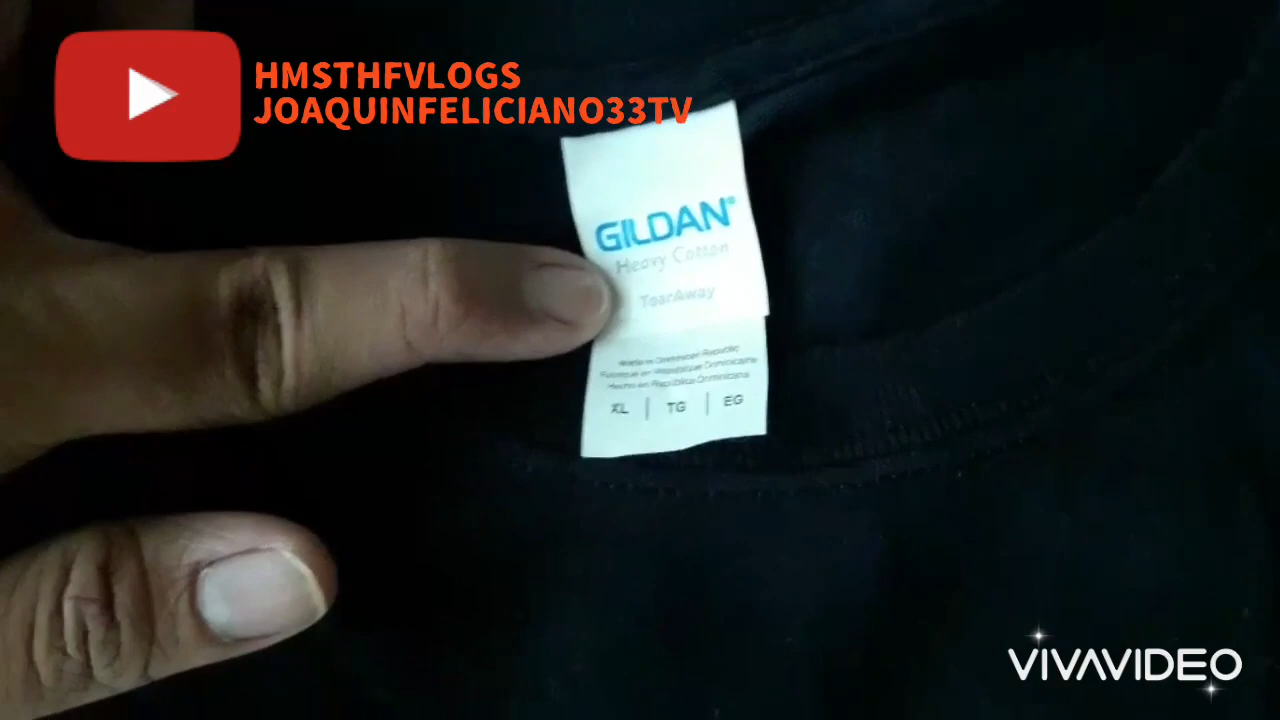 HMSTHFVLOGS
JOAQUINFELICIANO33TV
GILDAN®
Heavy Cotton
TearAway
Made in Dominican Republic
Fabriqué en République Dominicaine
Hecho en República Dominicana
XL | TG | EG
VIVAVIDEO